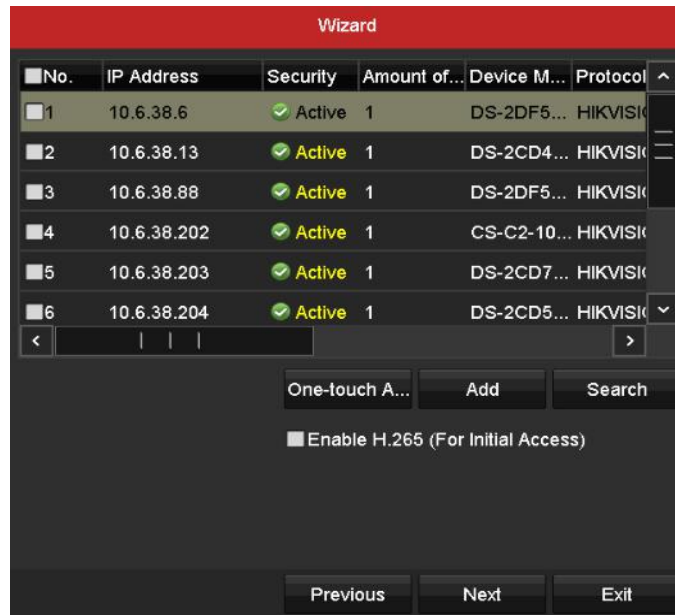 Wizard
No. IP Address Security Amount of... Device M... Protocol
1 10.6.38.6 Active 1 DS-2DF5... HIKVISI
2 10.6.38.13 Active 1 DS-2CD4... HIKVISI
3 10.6.38.88 Active 1 DS-2DF5... HIKVISI
4 10.6.38.202 Active 1 CS-C2-10... HIKVISI
5 10.6.38.203 Active 1 DS-2CD7... HIKVISI
6 10.6.38.204 Active 1 DS-2CD5... HIKVISI
One-touch A... Add Search
Enable H.265 (For Initial Access)
Previous Next Exit